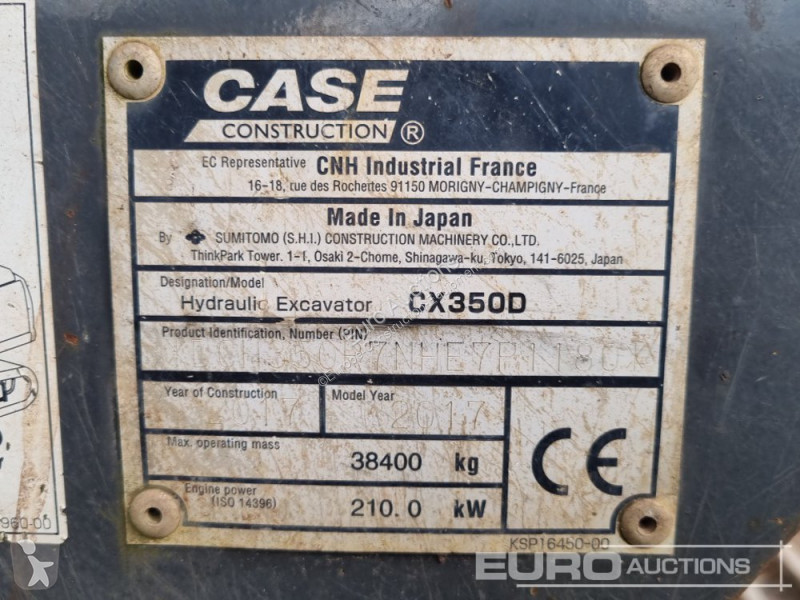 CASE
CONSTRUCTION ®
EC Representative CNH Industrial France
16-18, rue des Rochettes 91150 MORIGNY-CHAMPIGNY-France
Made In Japan
By SUMITOMO (S.H.I.) CONSTRUCTION MACHINERY CO.,LTD.
ThinkPark Tower. 1-1, Osaki 2-Chome, Shinagawa-ku, Tokyo, 141-6025, Japan
Designation/Model
Hydraulic Excavator CX350D
Product Identification, Number (PIN)
Year of Construction Model Year
2017 2017
Max. operating mass
38400 kg
Engine power
(ISO 14396) 210.0 kW
CE
KSP16450-00
960-00
EURO AUCTIONS